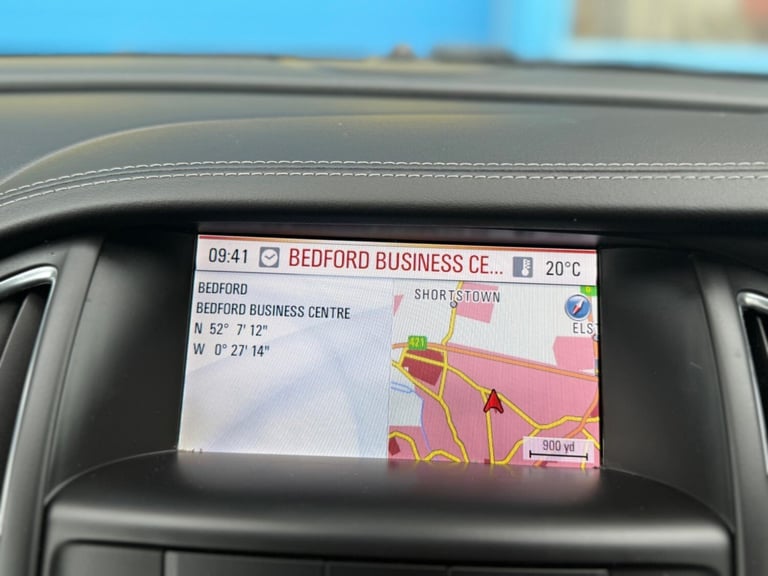 09:41 BEDFORD BUSINESS CE... 20°C
BEDFORD
BEDFORD BUSINESS CENTRE
N 52° 7' 12"
W 0° 27' 14"
SHORTSTOWN
ELS
421
900 yd